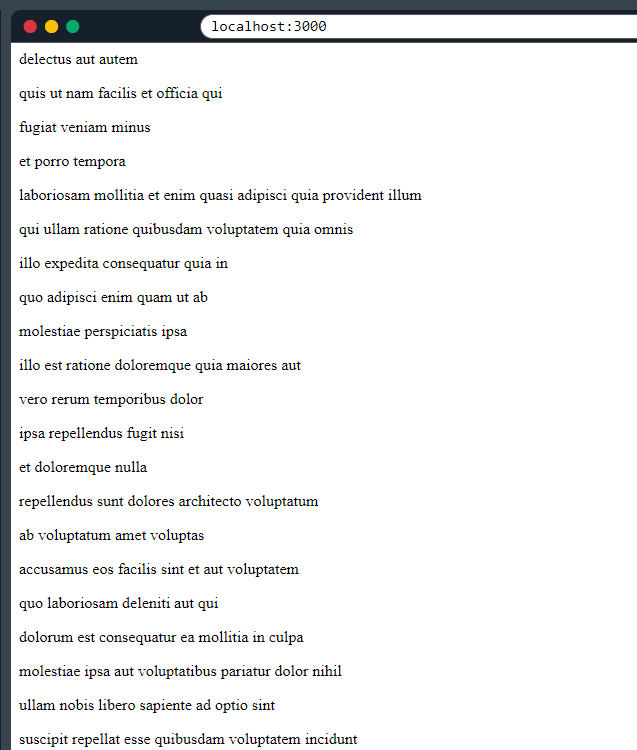 localhost:3000
delectus aut autem
quis ut nam facilis et officia qui
fugiat veniam minus
et porro tempora
laboriosam mollitia et enim quasi adipisci quia provident illum
qui ullam ratione quibusdam voluptatem quia omnis
illo expedita consequatur quia in
quo adipisci enim quam ut ab
molestiae perspiciatis ipsa
illo est ratione doloremque quia maiores aut
vero rerum temporibus dolor
ipsa repellendus fugit nisi
et doloremque nulla
repellendus sunt dolores architecto voluptatum
ab voluptatum amet voluptas
accusamus eos facilis sint et aut voluptatem
quo laboriosam deleniti aut qui
dolorum est consequatur ea mollitia in culpa
molestiae ipsa aut voluptatibus pariatur dolor nihil
ullam nobis libero sapiente ad optio sint
suscipit repellat esse quibusdam voluptatem incidunt